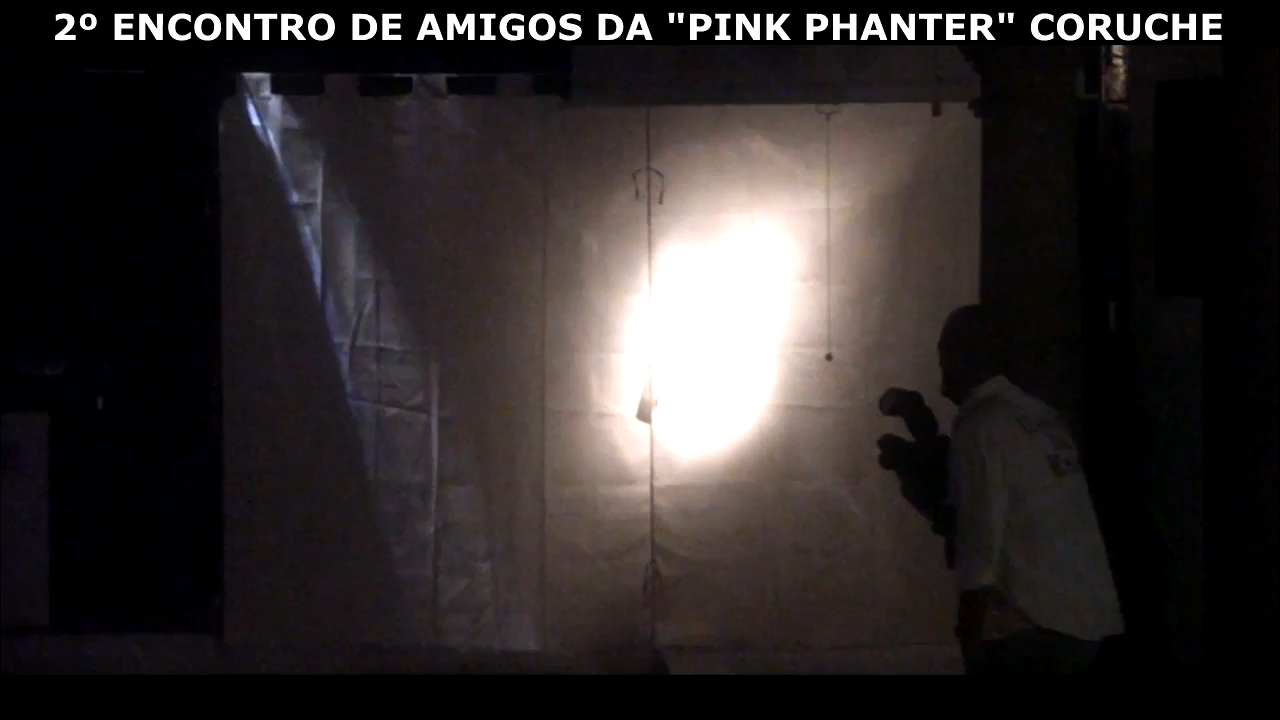 2º ENCONTRO DE AMIGOS DA "PINK PHANTER" CORUCHE